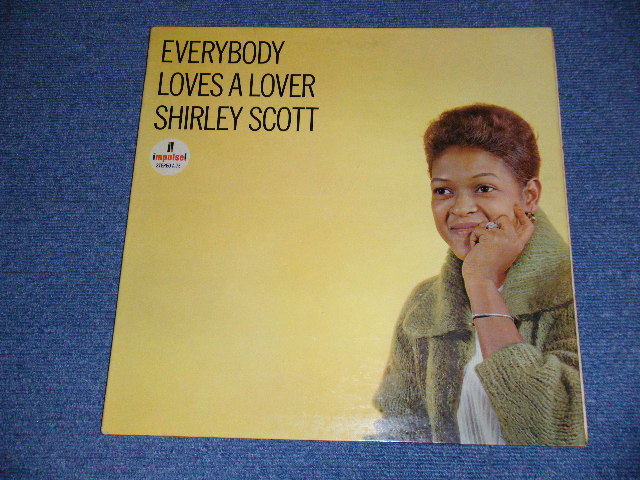 EVERYBODY
LOVES A LOVER
SHIRLEY SCOTT
impulse!